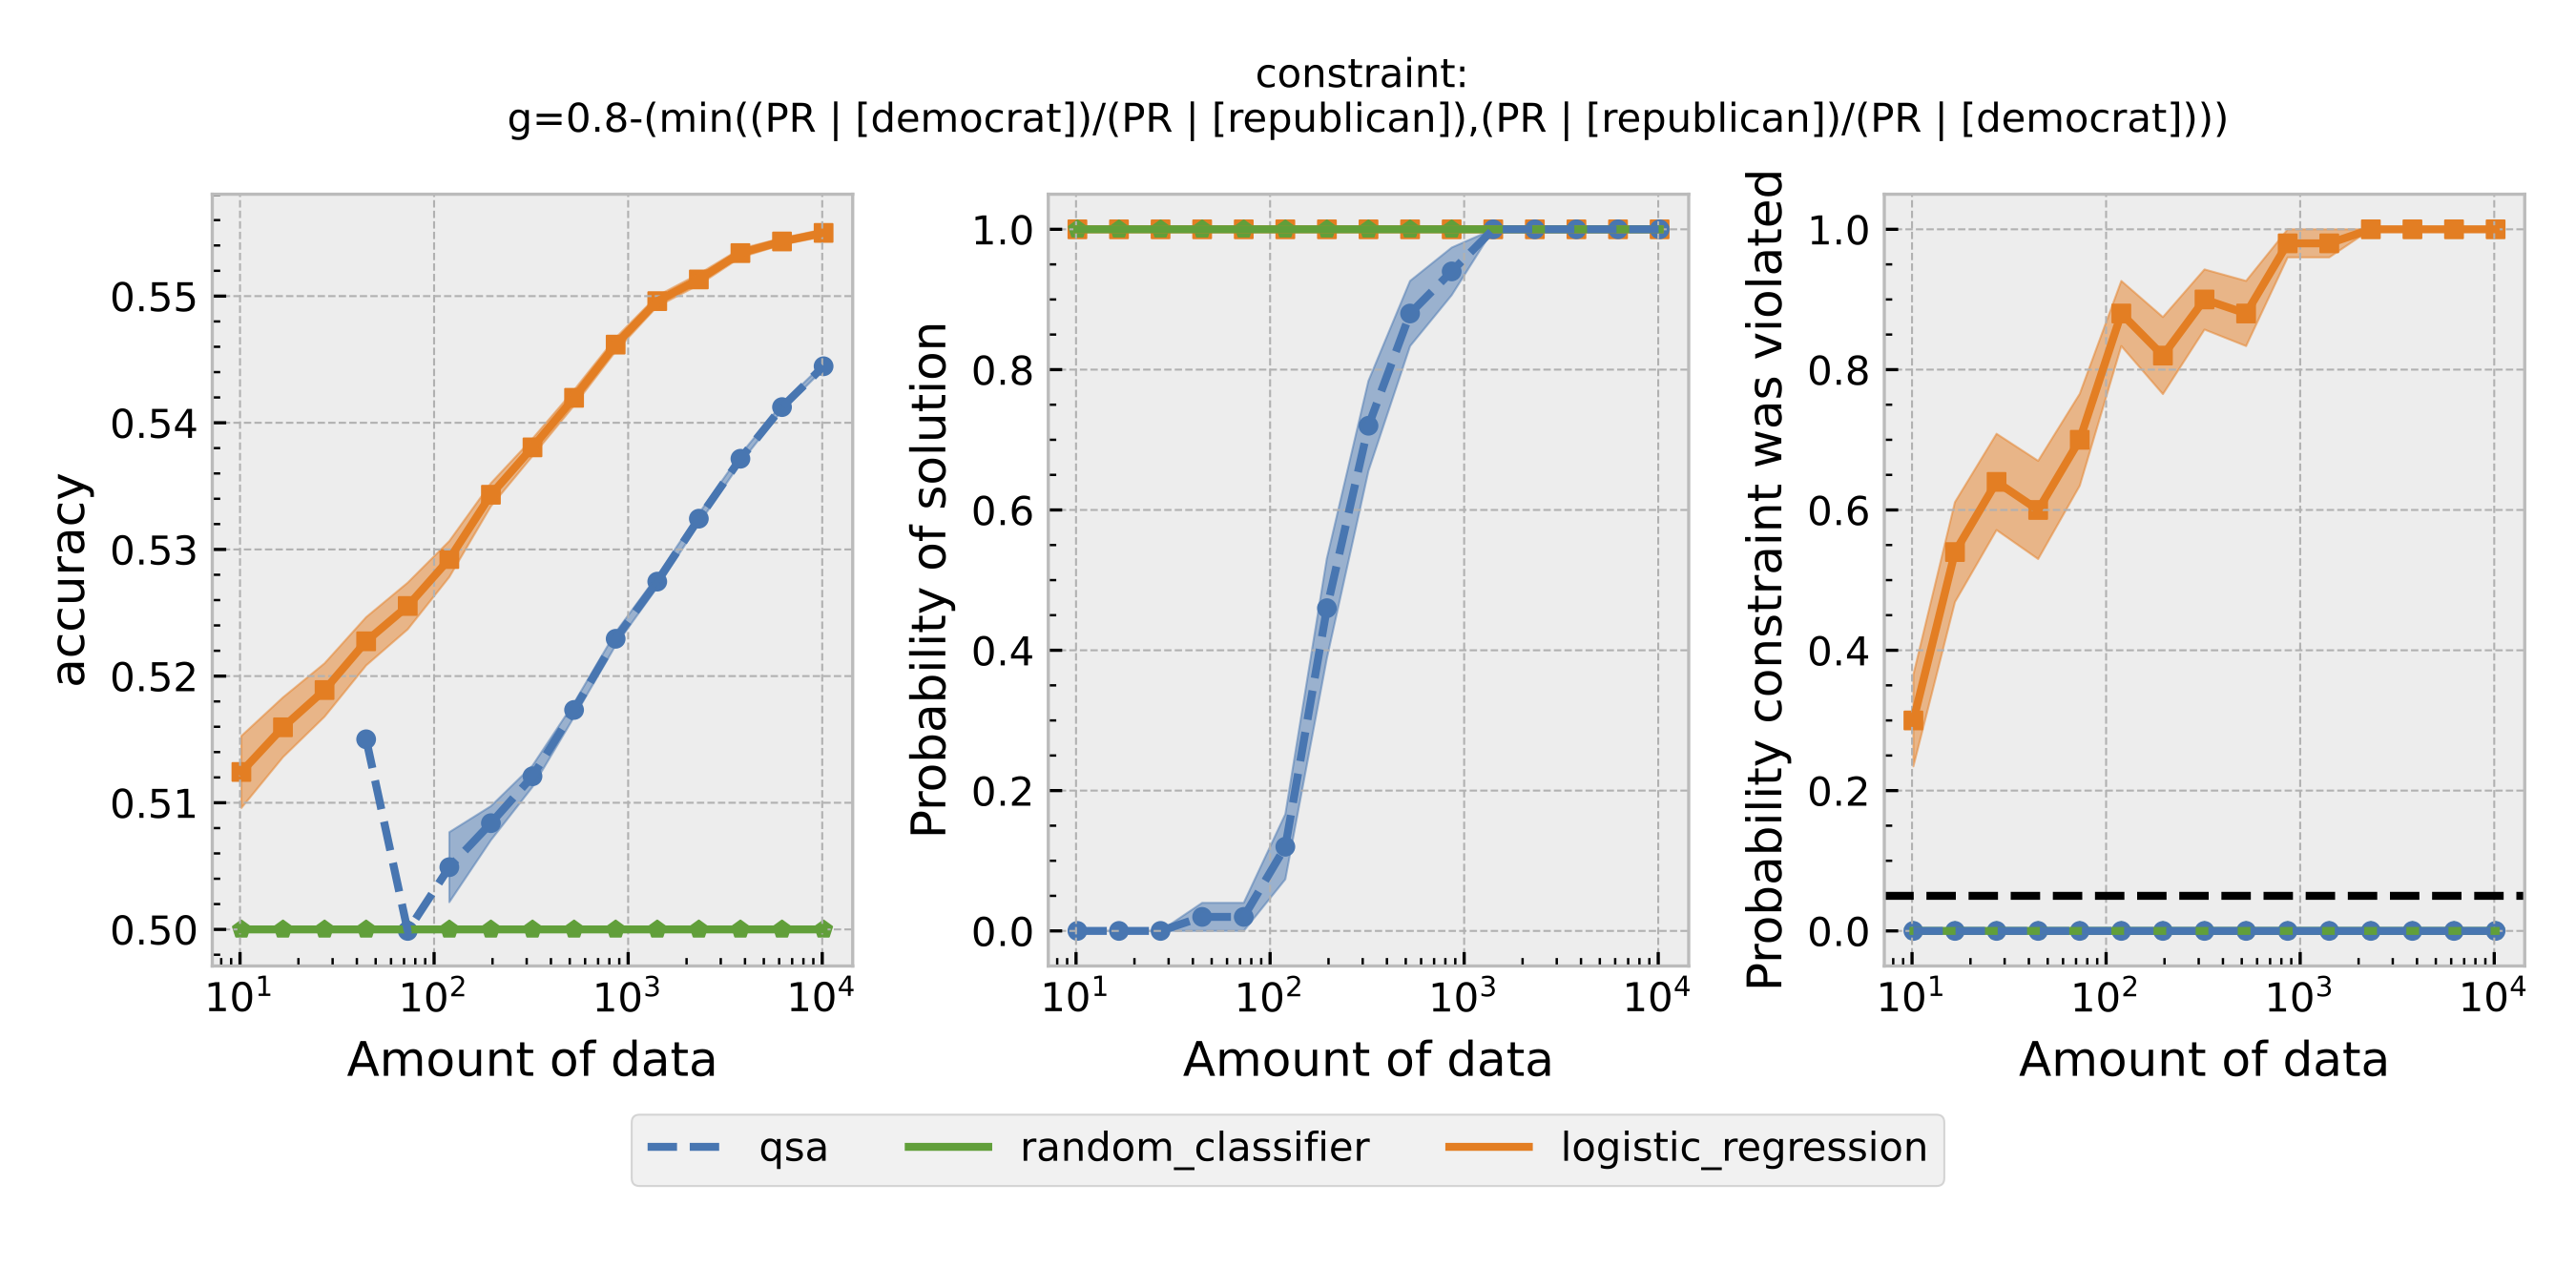 constraint:
g=0.8-(min((PR | [democrat])/(PR | [republican]),(PR | [republican])/(PR | [democrat])))
accuracy
0.55
0.54
0.53
0.52
0.51
0.50
10¹ 10² 10³ 10⁴
Amount of data
Probability of solution
1.0
0.8
0.6
0.4
0.2
0.0
10¹ 10² 10³ 10⁴
Amount of data
Probability constraint was violated
1.0
0.8
0.6
0.4
0.2
0.0
10¹ 10² 10³ 10⁴
Amount of data
qsa random_classifier logistic_regression